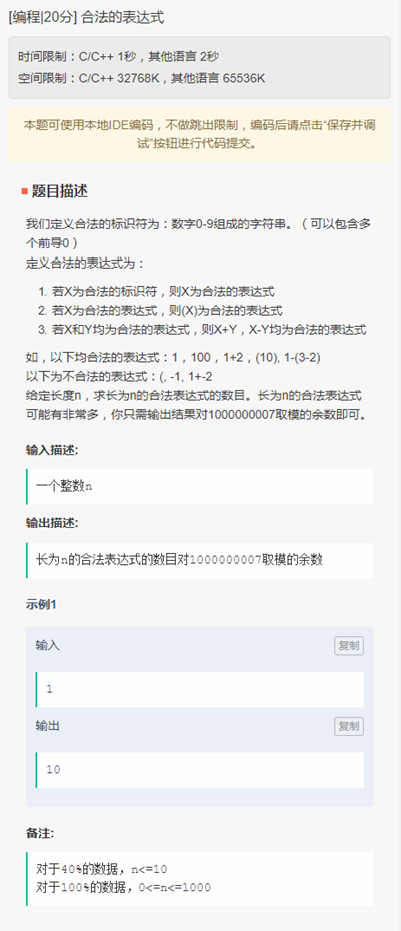 [编程|20分] 合法的表达式
时间限制：C/C++ 1秒，其他语言 2秒
空间限制：C/C++ 32768K，其他语言 65536K
本题可使用本地IDE编码，不做跳出限制，编码后请点击“保存并调
试”按钮进行代码提交。
题目描述
我们定义合法的标识符为：数字0-9组成的字符串。（可以包含多
个前导0）
定义合法的表达式为：
1. 若X为合法的标识符，则X为合法的表达式
2. 若X为合法的表达式，则(X)为合法的表达式
3. 若X和Y均为合法的表达式，则X+Y，X-Y均为合法的表达式
如，以下均合法的表达式：1，100，1+2，(10), 1-(3-2)
以下为不合法的表达式：(, -1, 1+-2
给定长度n，求长为n的合法表达式的数目。长为n的合法表达式
可能有非常多，你只需输出结果对1000000007取模的余数即可。
输入描述:
一个整数n
输出描述:
长为n的合法表达式的数目对1000000007取模的余数
示例1
输入
复制
1
输出
复制
10
备注:
对于40%的数据，n<=10
对于100%的数据，0<=n<=1000